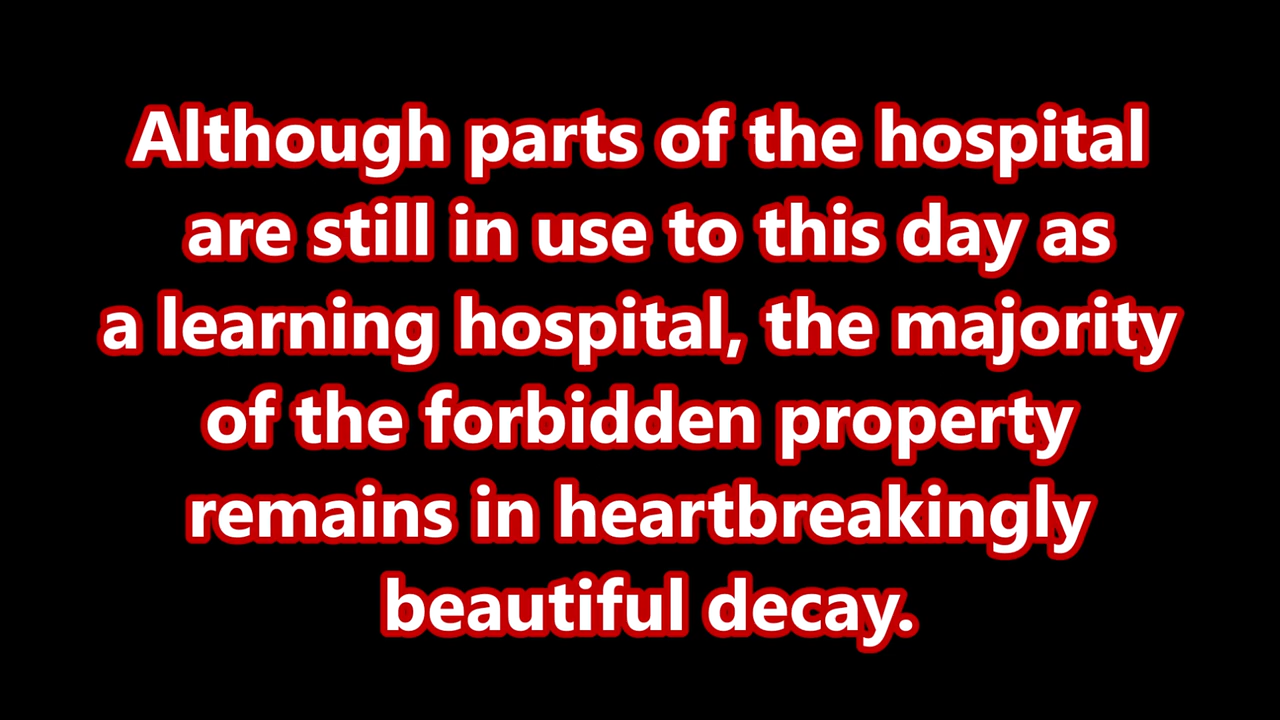 Although parts of the hospital
are still in use to this day as
a learning hospital, the majority
of the forbidden property
remains in heartbreakingly
beautiful decay.